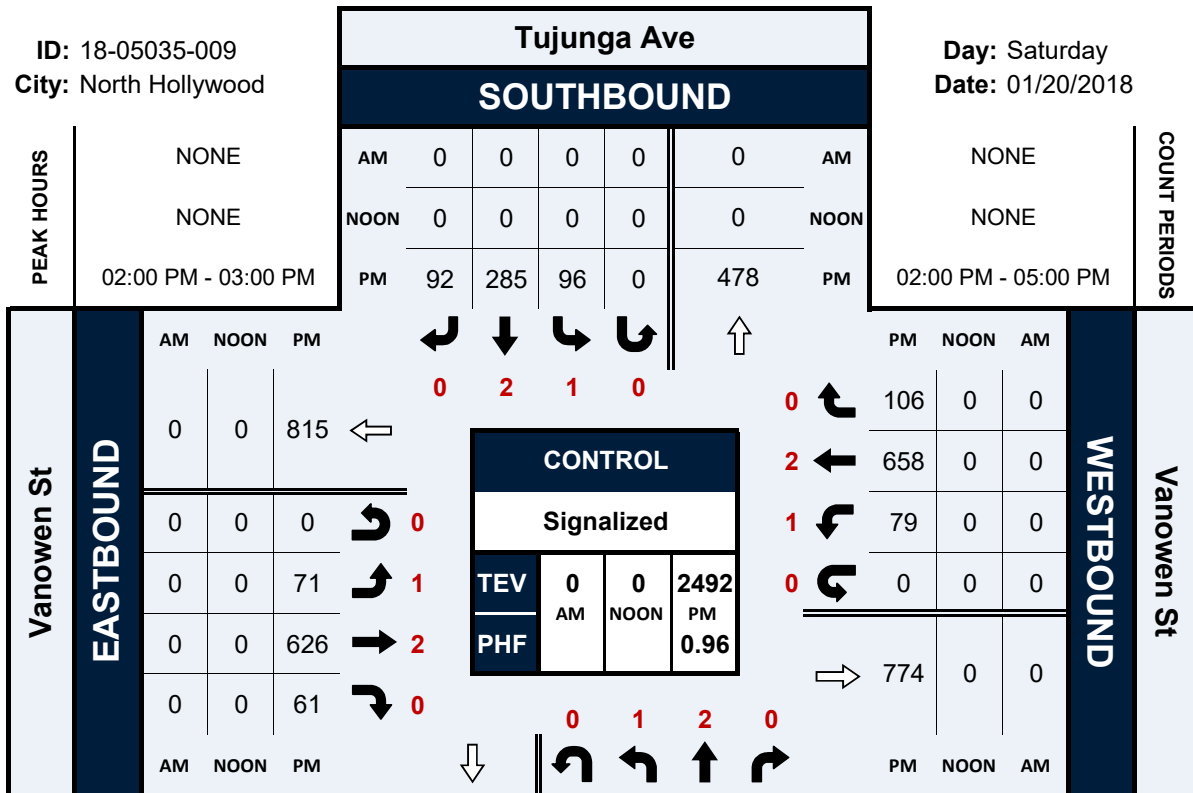 ID: 18-05035-009
City: North Hollywood
Tujunga Ave
SOUTHBOUND
Day: Saturday
Date: 01/20/2018
PEAK HOURS
NONE
NONE
02:00 PM - 03:00 PM
AM 0 0 0 0 0 AM
NOON 0 0 0 0 0 NOON
PM 92 285 96 0 478 PM
NONE
NONE
02:00 PM - 05:00 PM
COUNT PERIODS
0 2 1 0
Vanowen St
EASTBOUND
AM NOON PM
0 0 815
0 0 0 0
0 0 71 1
0 0 626 2
0 0 61 0
AM NOON PM
CONTROL
Signalized
TEV 0 0 2492
AM NOON PM
PHF 0.96
PM NOON AM
0 106 0 0
2 658 0 0
1 79 0 0
0 0 0 0
774 0 0
PM NOON AM
WESTBOUND
Vanowen St
0 1 2 0